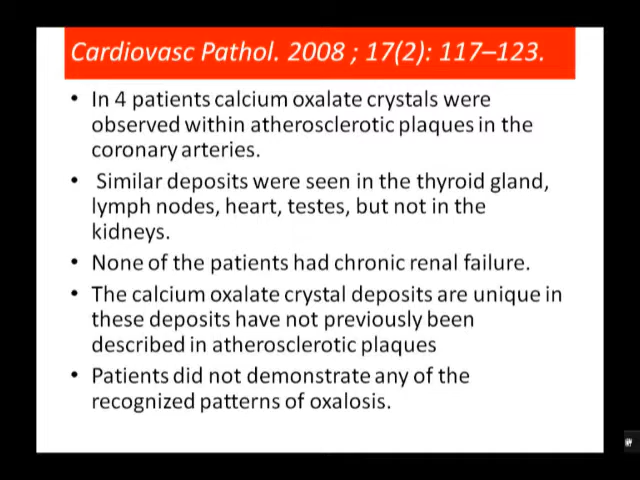 Cardiovasc Pathol. 2008 ; 17(2): 117–123.
• In 4 patients calcium oxalate crystals were
observed within atherosclerotic plaques in the
coronary arteries.
• Similar deposits were seen in the thyroid gland,
lymph nodes, heart, testes, but not in the
kidneys.
• None of the patients had chronic renal failure.
• The calcium oxalate crystal deposits are unique in
these deposits have not previously been
described in atherosclerotic plaques
• Patients did not demonstrate any of the
recognized patterns of oxalosis.